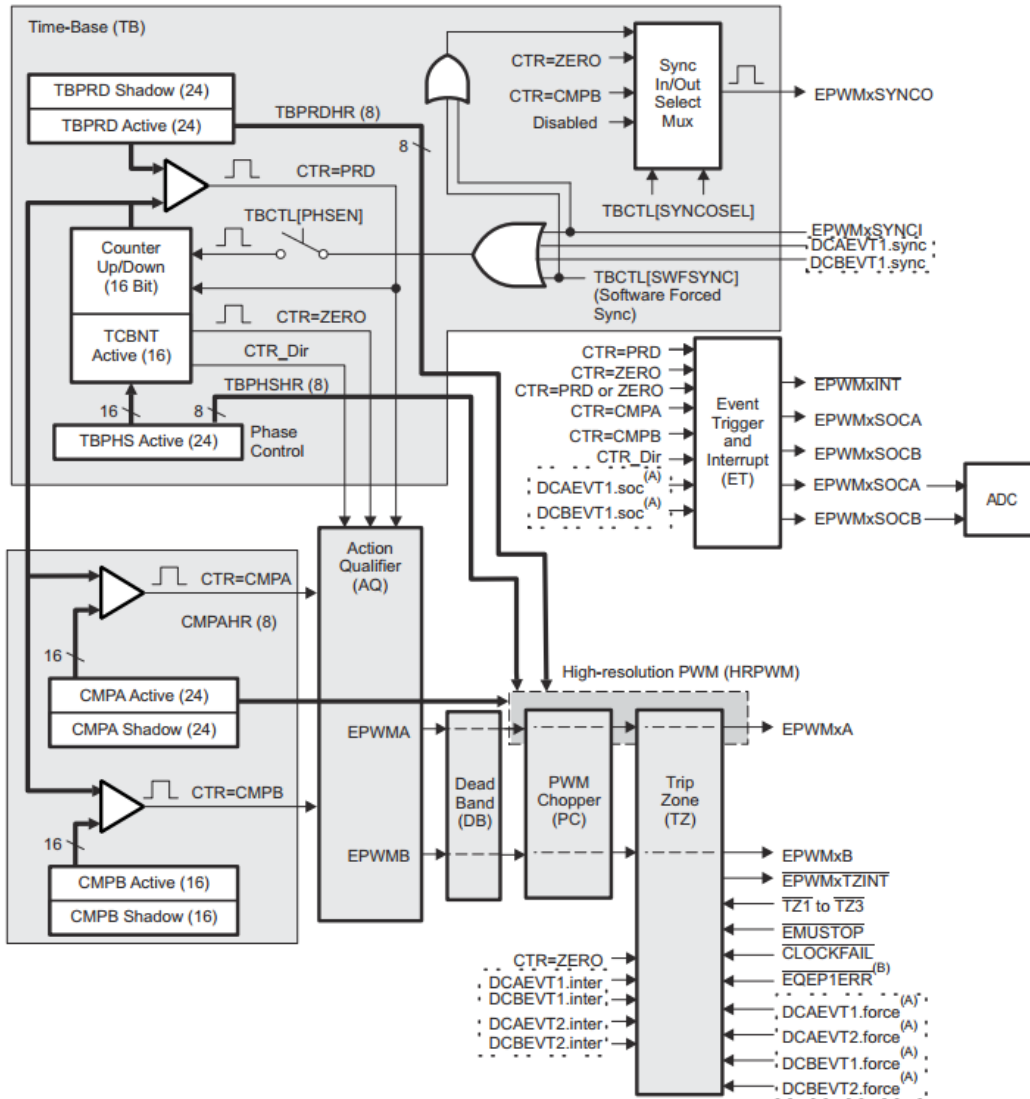 Time-Base (TB)
TBPRD Shadow (24)
TBPRD Active (24)
TBPRDHR (8)
8
CTR=PRD
CTR=ZERO
CTR=CMPB
Disabled
Sync
In/Out
Select
Mux
EPWMxSYNCO
TBCTL[SYNCOSEL]
TBCTL[PHSEN]
EPWMxSYNCI
DCAEVT1.sync
DCBEVT1.sync
TBCTL[SWFSYNC]
(Software Forced
Sync)
Counter
Up/Down
(16 Bit)
TCBNT
Active (16)
CTR=ZERO
CTR_Dir
TBPHSHR (8)
16
8
TBPHS Active (24)
Phase
Control
CTR=PRD
CTR=ZERO
CTR=PRD or ZERO
CTR=CMPA
CTR=CMPB
CTR_Dir
DCAEVT1.soc(A)
DCBEVT1.soc(A)
Event
Trigger
and
Interrupt
(ET)
EPWMxINT
EPWMxSOCA
EPWMxSOCB
EPWMxSOCA
EPWMxSOCB
ADC
Action
Qualifier
(AQ)
CTR=CMPA
CMPAHR (8)
16
CMPA Active (24)
CMPA Shadow (24)
CTR=CMPB
16
CMPB Active (16)
CMPB Shadow (16)
EPWMA
EPWMB
High-resolution PWM (HRPWM)
Dead
Band
(DB)
PWM
Chopper
(PC)
Trip
Zone
(TZ)
EPWMxA
EPWMxB
EPWMxTZINT
TZ1 to TZ3
EMUSTOP
CLOCKFAIL
EQEP1ERR(B)
CTR=ZERO
DCAEVT1.inter
DCBEVT1.inter
DCAEVT2.inter
DCBEVT2.inter
DCAEVT1.force(A)
DCAEVT2.force(A)
DCBEVT1.force(A)
DCBEVT2.force(A)